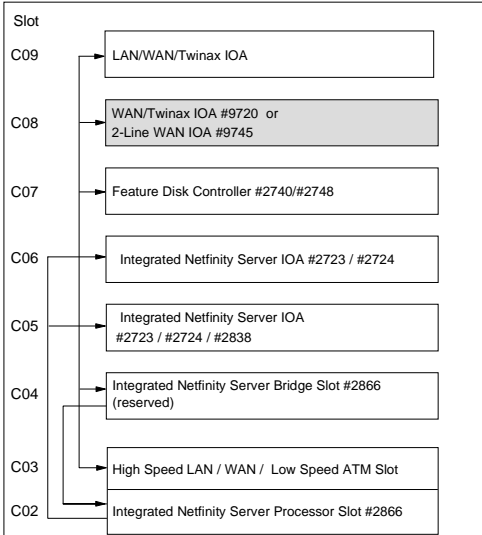 Slot
C09
LAN/WAN/Twinax IOA
C08
WAN/Twinax IOA #9720 or
2-Line WAN IOA #9745
C07
Feature Disk Controller #2740/#2748
C06
Integrated Netfinity Server IOA #2723 / #2724
C05
Integrated Netfinity Server IOA
#2723 / #2724 / #2838
C04
Integrated Netfinity Server Bridge Slot #2866
(reserved)
C03
High Speed LAN / WAN / Low Speed ATM Slot
C02
Integrated Netfinity Server Processor Slot #2866